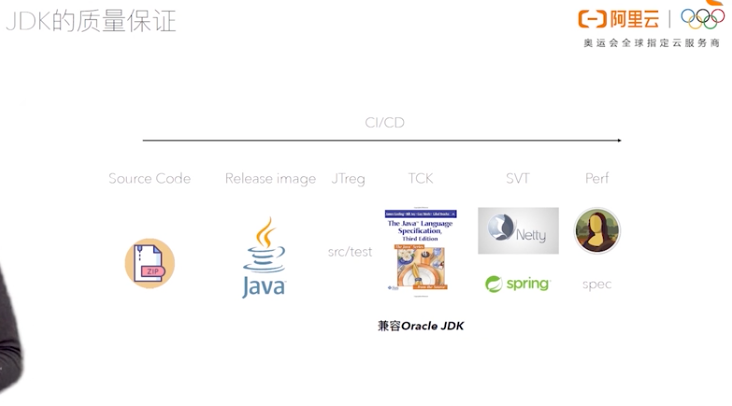 JDK的质量保证
阿里云
奥运会全球指定云服务商
CI/CD
Source Code
Release image
JTreg
TCK
SVT
Perf
ZIP
Java
src/test
The Java Language
Specification,
Third Edition
Netty
spring
spec
兼容Oracle JDK